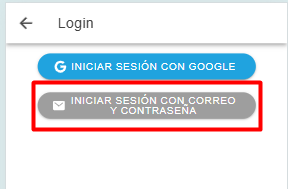 Login
INICIAR SESIÓN CON GOOGLE
INICIAR SESIÓN CON CORREO
Y CONTRASEÑA